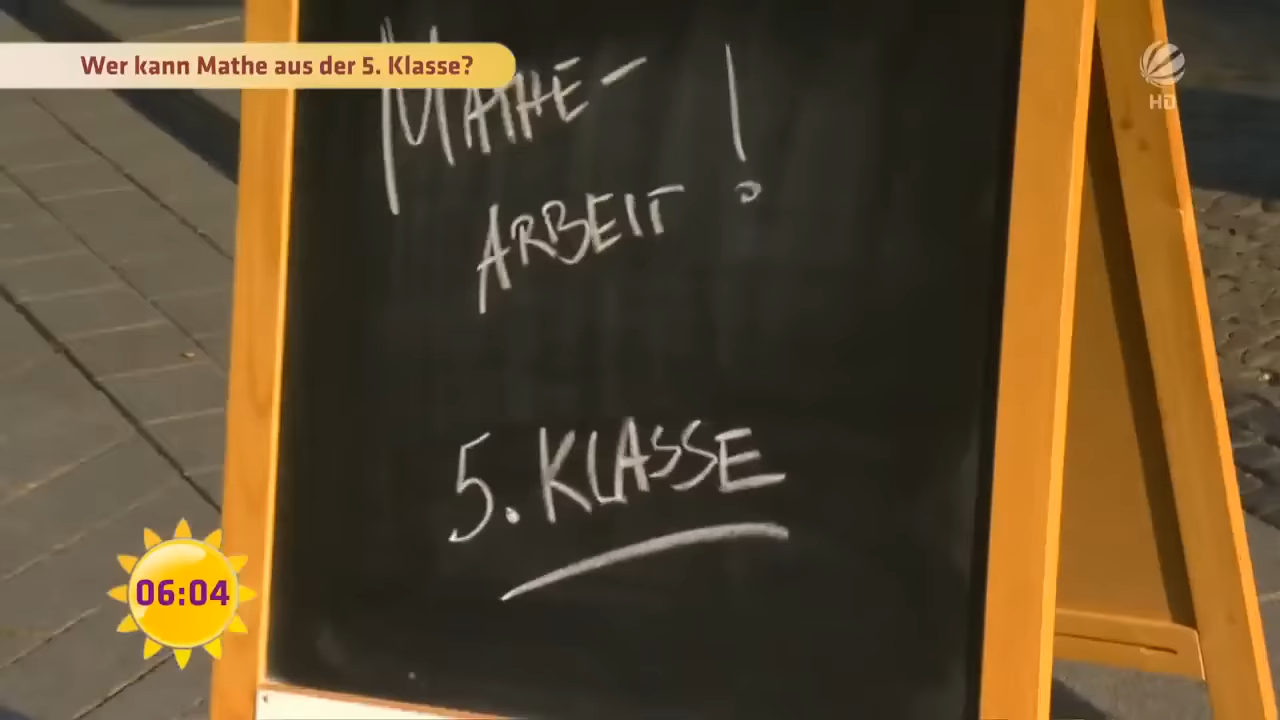 Wer kann Mathe aus der 5. Klasse?
HD
MATHE-
ARBEIT!
5. KLASSE
06:04